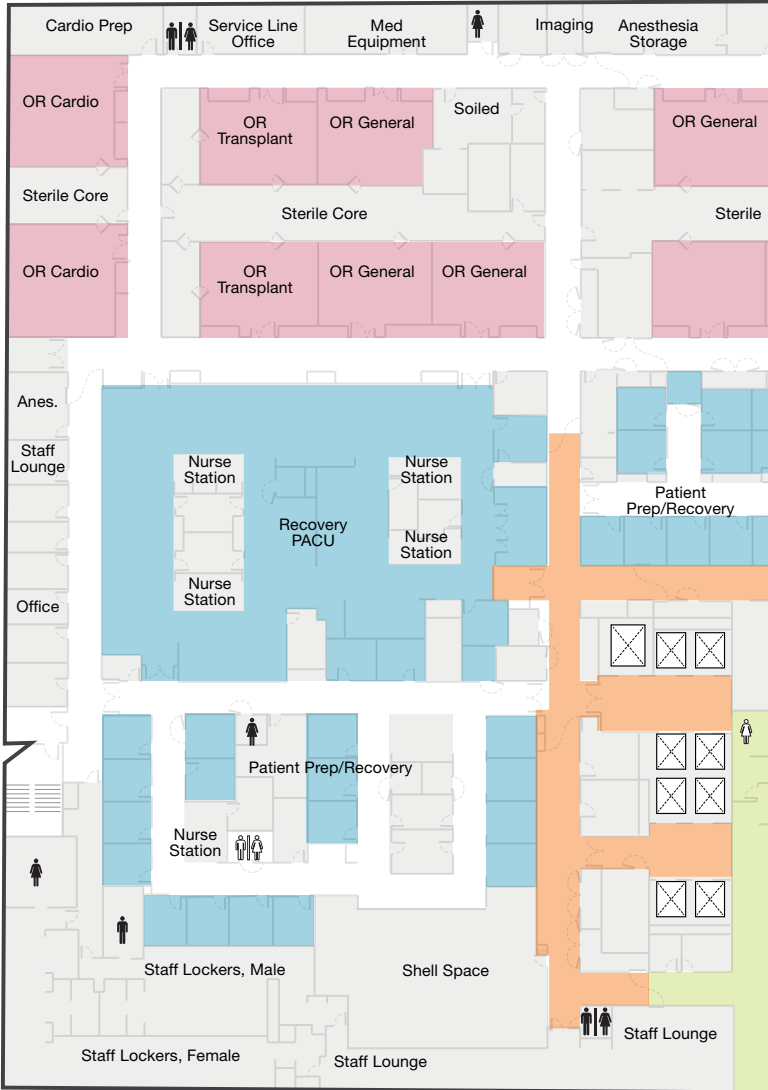 Cardio Prep
Service Line
Office
Med
Equipment
Imaging
Anesthesia
Storage
OR Cardio
OR
Transplant
OR General
Soiled
OR General
Sterile Core
Sterile Core
Sterile
OR Cardio
OR
Transplant
OR General
OR General
Anes.
Staff
Lounge
Nurse
Station
Nurse
Station
Patient
Prep/Recovery
Recovery
PACU
Nurse
Station
Nurse
Station
Office
Patient Prep/Recovery
Nurse
Station
Staff Lockers, Male
Shell Space
Staff Lounge
Staff Lockers, Female
Staff Lounge